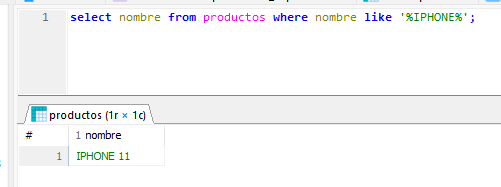 1 select nombre from productos where nombre like '%IPHONE%';
productos (1r × 1c)
# 1 nombre
1 IPHONE 11